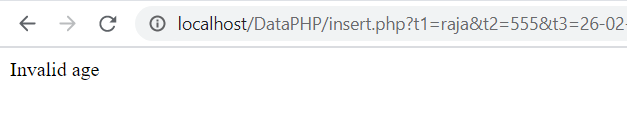 localhost/DataPHP/insert.php?t1=raja&t2=555&t3=26-02-
Invalid age